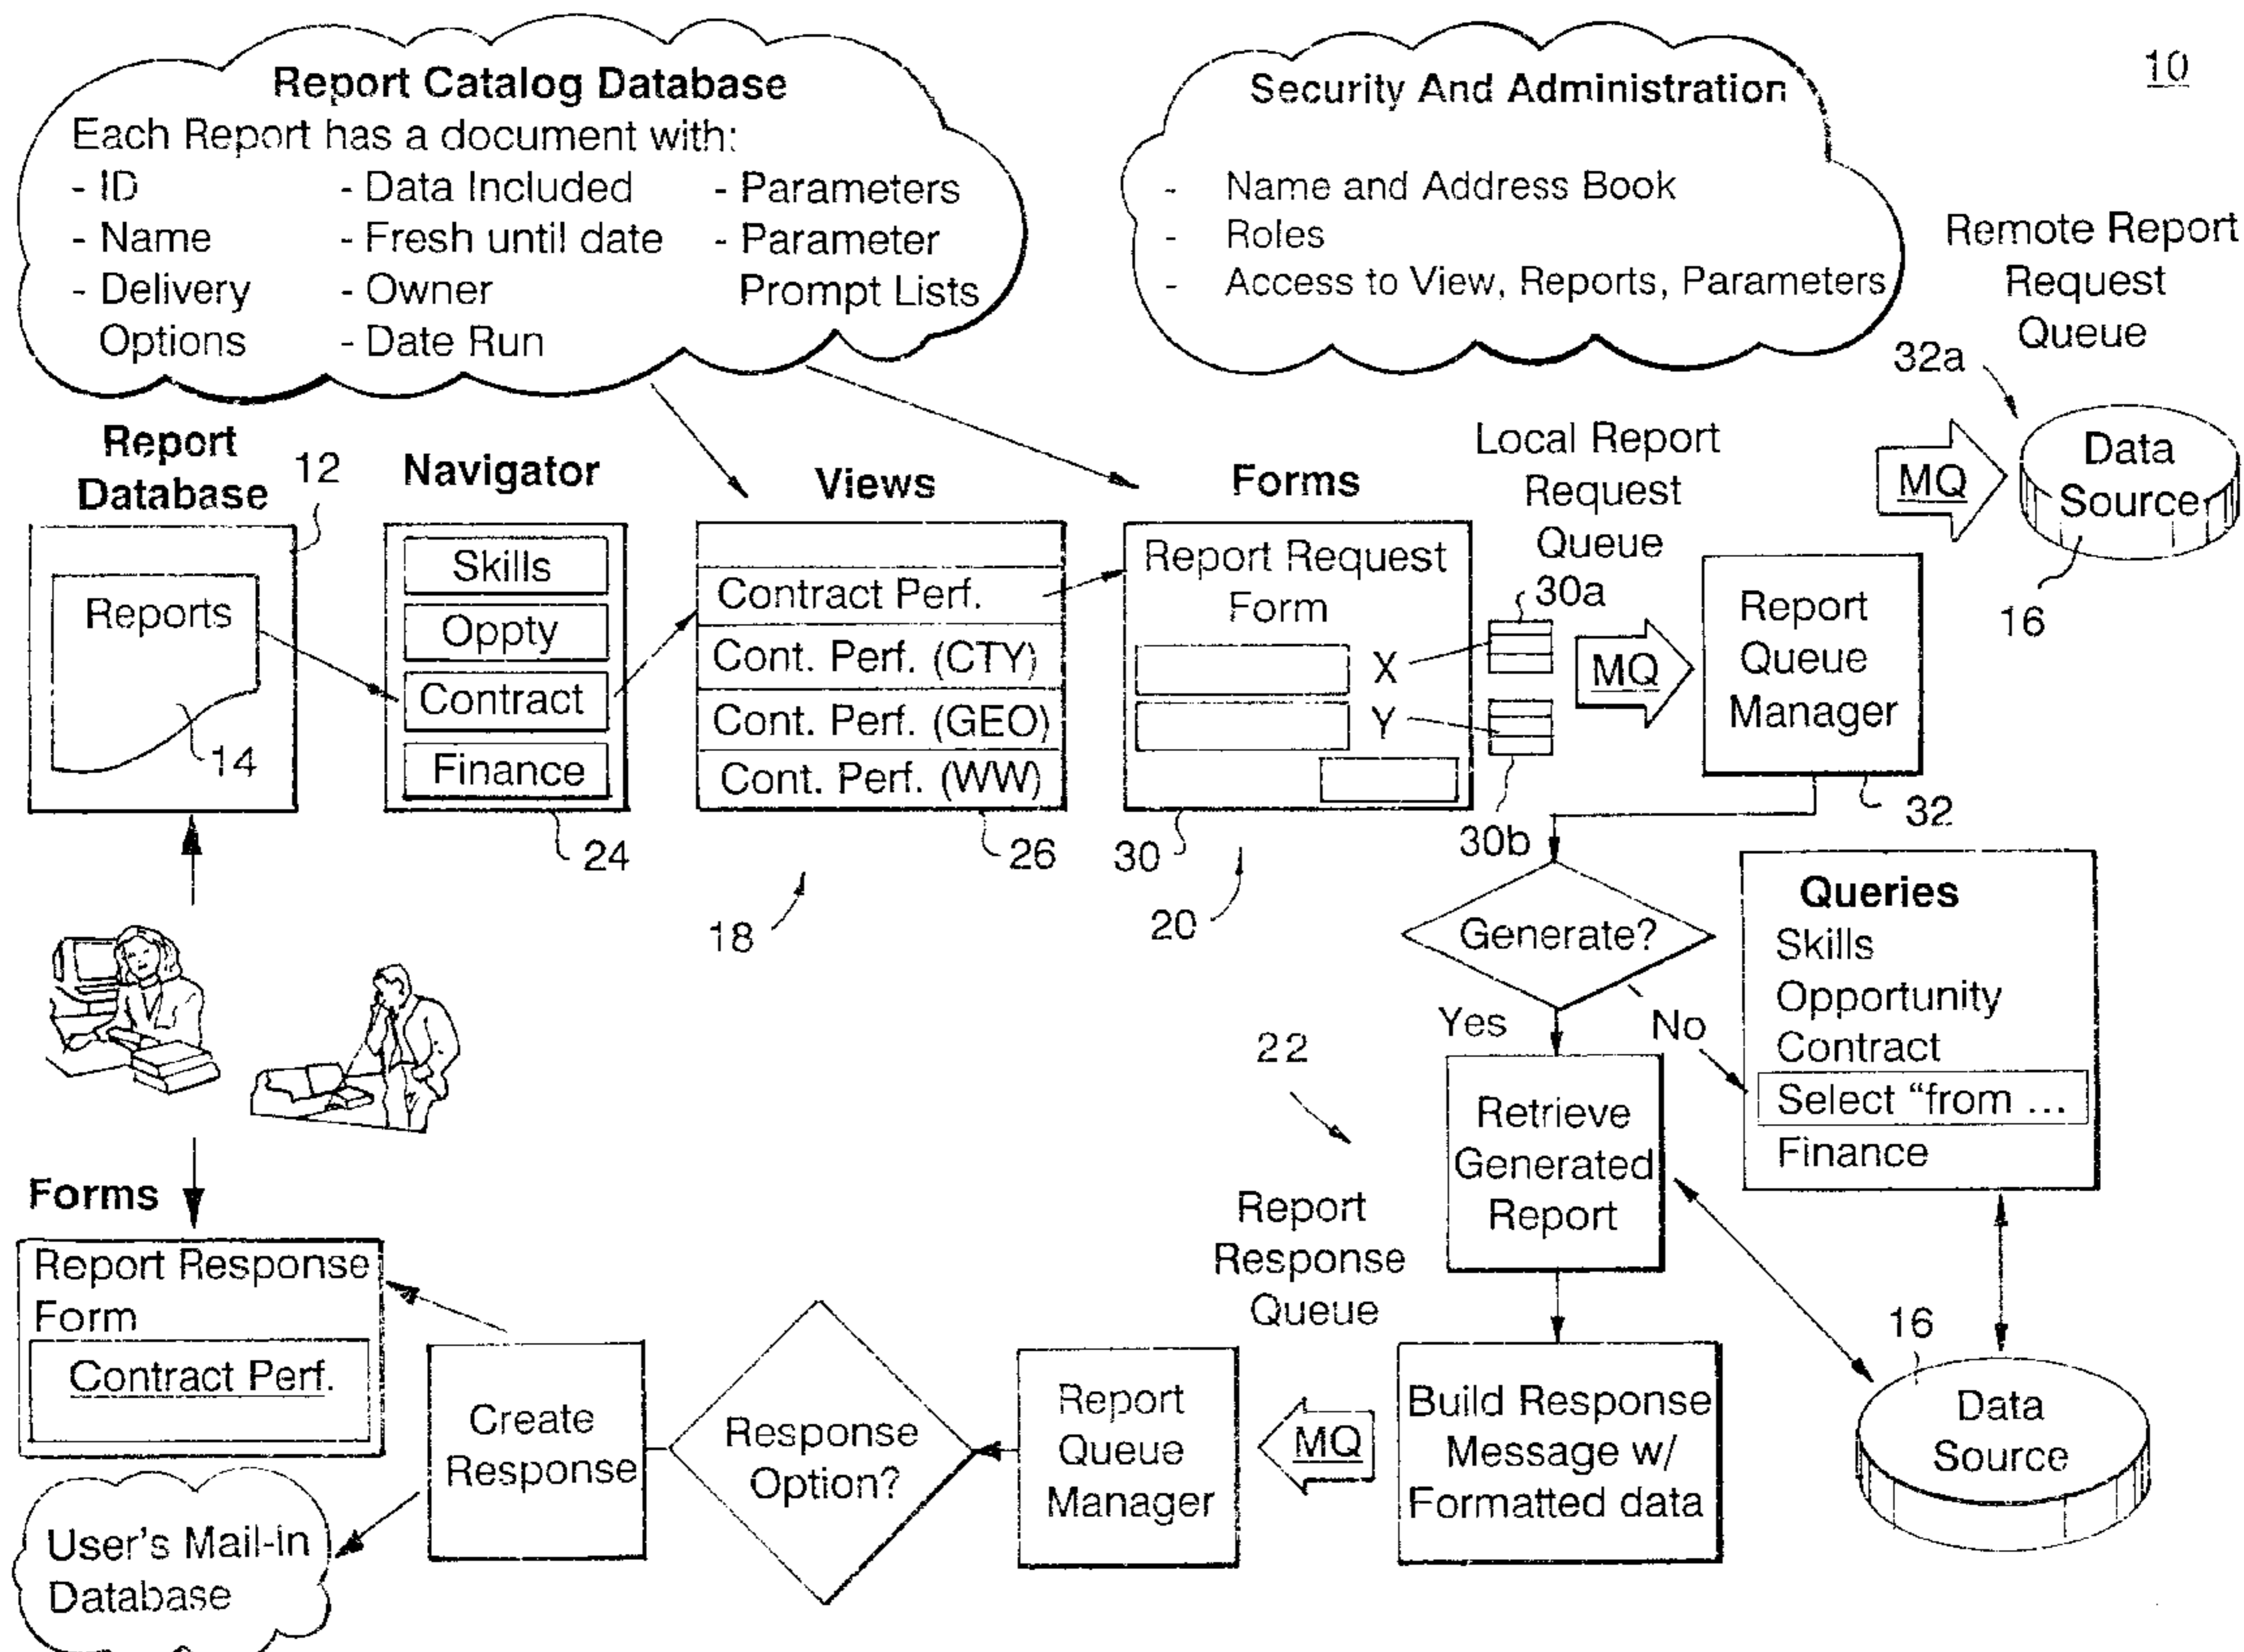 10
Report Catalog Database
Each Report has a document with:
- ID
- Name
- Delivery
Options
- Data Included
- Fresh until date
- Owner
- Date Run
- Parameters
- Parameter
Prompt Lists
Security And Administration
- Name and Address Book
- Roles
- Access to View, Reports, Parameters
Remote Report
Request
Queue
32a
MQ
Data
Source
16
Report
Database
12
Reports
14
Navigator
Skills
Oppty
Contract
Finance
24
Views
Contract Perf.
Cont. Perf. (CTY)
Cont. Perf. (GEO)
Cont. Perf. (WW)
26
18
Forms
Report Request
Form
X
Y
30
20
Local Report
Request
Queue
30a
30b
MQ
Report
Queue
Manager
32
Generate?
Yes
No
Queries
Skills
Opportunity
Contract
Select “from ...
Finance
22
Retrieve
Generated
Report
Report
Response
Queue
16
Data
Source
Build Response
Message w/
Formatted data
MQ
Report
Queue
Manager
Response
Option?
Create
Response
Forms
Report Response
Form
Contract Perf.
User's Mail-in
Database